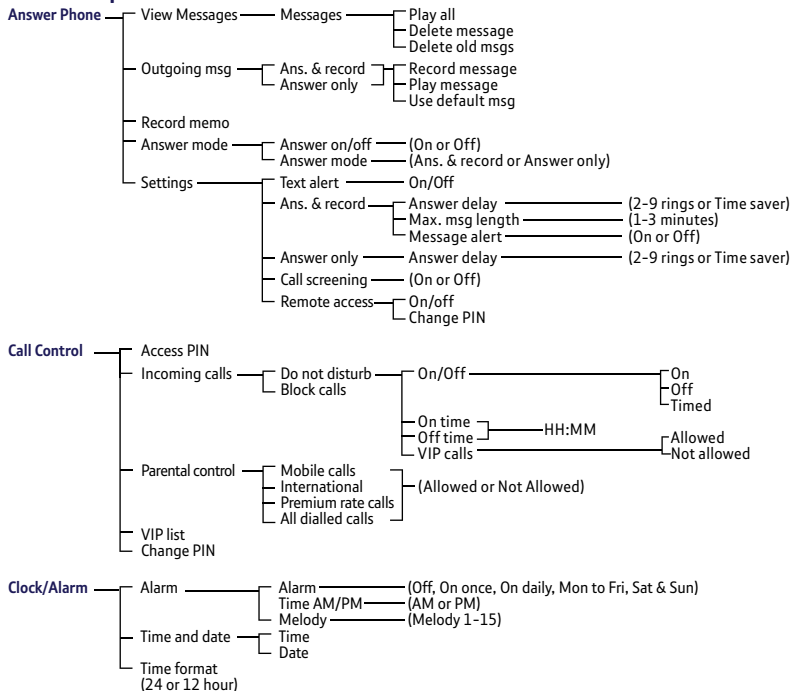 Answer Phone View Messages Messages Play all
Delete message
Delete old msgs
Outgoing msg Ans. & record Record message
Answer only Play message
Use default msg
Record memo
Answer mode Answer on/off (On or Off)
Answer mode (Ans. & record or Answer only)
Settings Text alert On/Off
Ans. & record Answer delay (2-9 rings or Time saver)
Max. msg length (1-3 minutes)
Message alert (On or Off)
Answer only Answer delay (2-9 rings or Time saver)
Call screening (On or Off)
Remote access On/off
Change PIN
Call Control Access PIN
Incoming calls Do not disturb On/Off On
Block calls Off
Timed
On time HH:MM
Off time Allowed
VIP calls Not allowed
Parental control Mobile calls
International (Allowed or Not Allowed)
Premium rate calls
All dialled calls
VIP list
Change PIN
Clock/Alarm Alarm Alarm (Off, On once, On daily, Mon to Fri, Sat & Sun)
Time AM/PM (AM or PM)
Melody (Melody 1-15)
Time and date Time
Date
Time format
(24 or 12 hour)